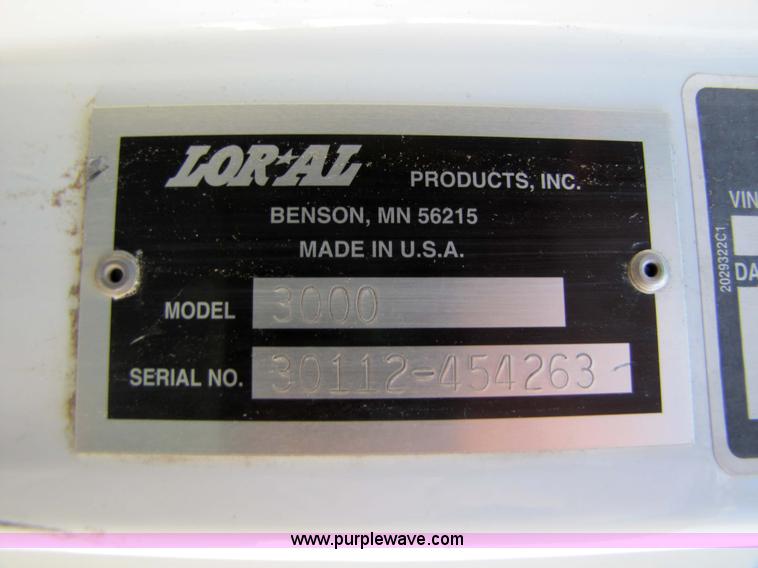 LOR★AL PRODUCTS, INC.
BENSON, MN 56215
MADE IN U.S.A.
MODEL 3000
SERIAL NO. 30112-454263
VIN
DA
2029322C1
www.purplewave.com